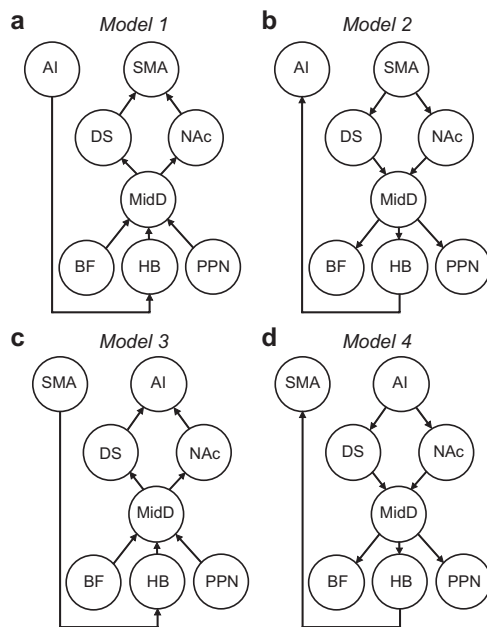 a Model 1
AI SMA
DS NAc
MidD
BF HB PPN
b Model 2
AI SMA
DS NAc
MidD
BF HB PPN
c Model 3
SMA AI
DS NAc
MidD
BF HB PPN
d Model 4
SMA AI
DS NAc
MidD
BF HB PPN